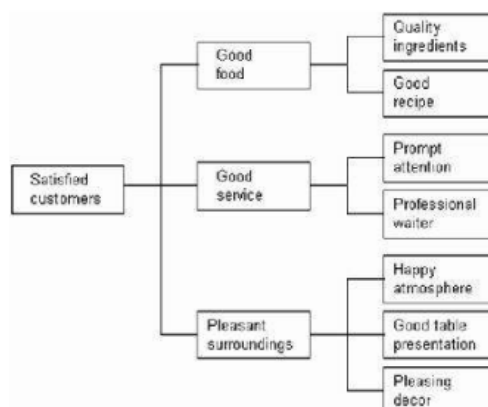 Quality
ingredients
Good
food
Good
recipe
Prompt
attention
Satisfied
customers
Good
service
Professional
waiter
Happy
atmosphere
Pleasant
surroundings
Good table
presentation
Pleasing
decor